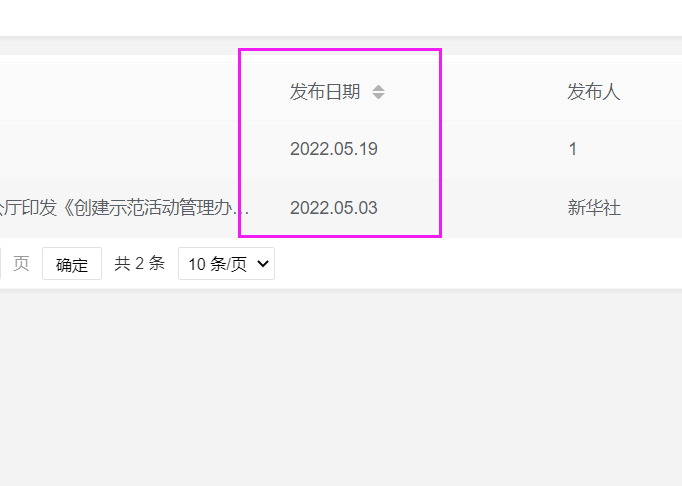 发布日期 发布人
2022.05.19 1
厅印发《创建示范活动管理办... 2022.05.03 新华社
页 确定 共 2 条 10 条/页